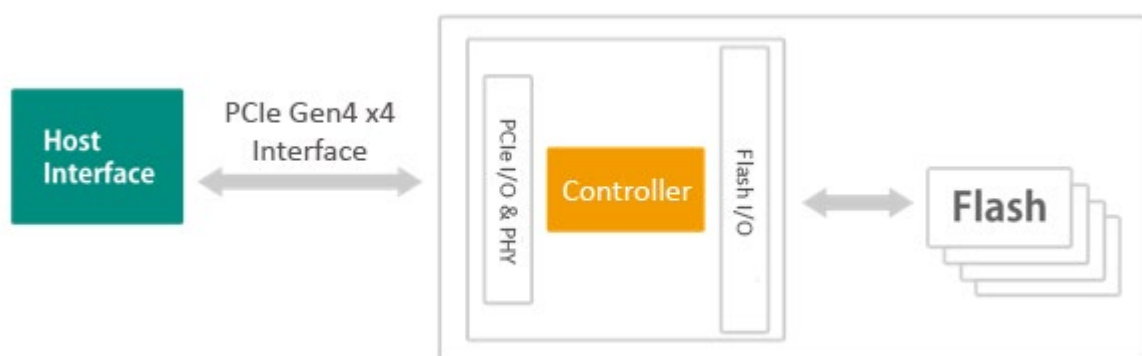 Host
Interface
PCIe Gen4 x4
Interface
PCIe I/O & PHY
Controller
Flash I/O
Flash